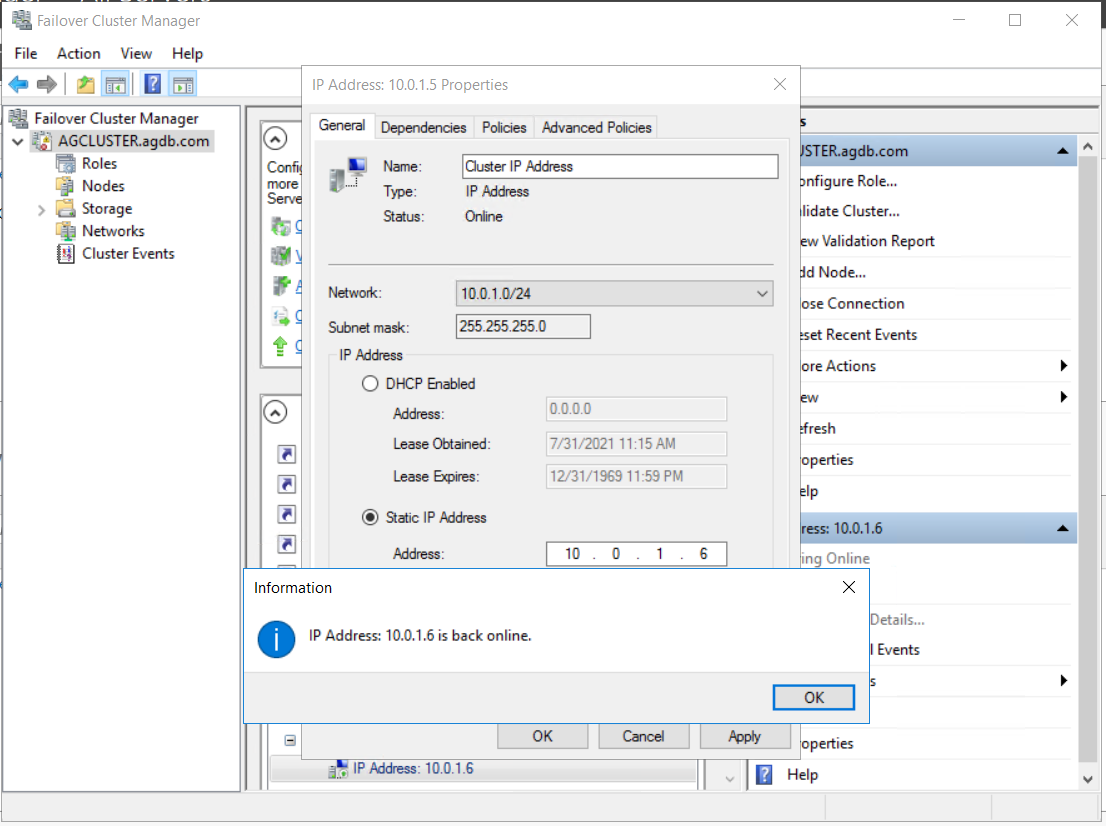 Failover Cluster Manager
File Action View Help
Failover Cluster Manager
AGCLUSTER.agdb.com
Roles
Nodes
Storage
Networks
Cluster Events
more
IP Address: 10.0.1.5 Properties
General Dependencies Policies Advanced Policies
Name: Cluster IP Address
Type: IP Address
Status: Online
Network: 10.0.1.0/24
Subnet mask: 255.255.255.0
IP Address
DHCP Enabled
Address: 0.0.0.0
Lease Obtained: 7/31/2021 11:15 AM
Lease Expires: 12/31/1969 11:59 PM
Static IP Address
Address: 10 . 0 . 1 . 6
Information
IP Address: 10.0.1.6 is back online.
OK
OK Cancel Apply
IP Address: 10.0.1.6
USTER.agdb.com
onfigure Role...
lidate Cluster...
ew Validation Report
dd Node...
ose Connection
eset Recent Events
ore Actions
ew
efresh
roperties
elp
ress: 10.0.1.6
ing Online
Details...
l Events
s
roperties
Help